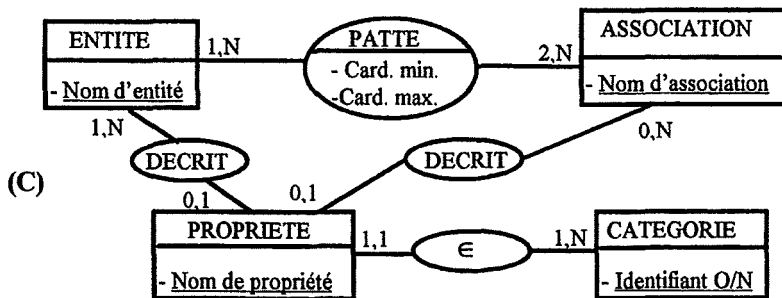 ENTITE
1,N
PATTE
ASSOCIATION
- Card. min.
-Card. max.
2,N
- Nom d'entité
- Nom d'association
1,N
0,N
DECRIT
DECRIT
(C)
0,1
0,1
PROPRIETE
1,1
∈
1,N
CATEGORIE
- Nom de propriété
- Identifiant O/N